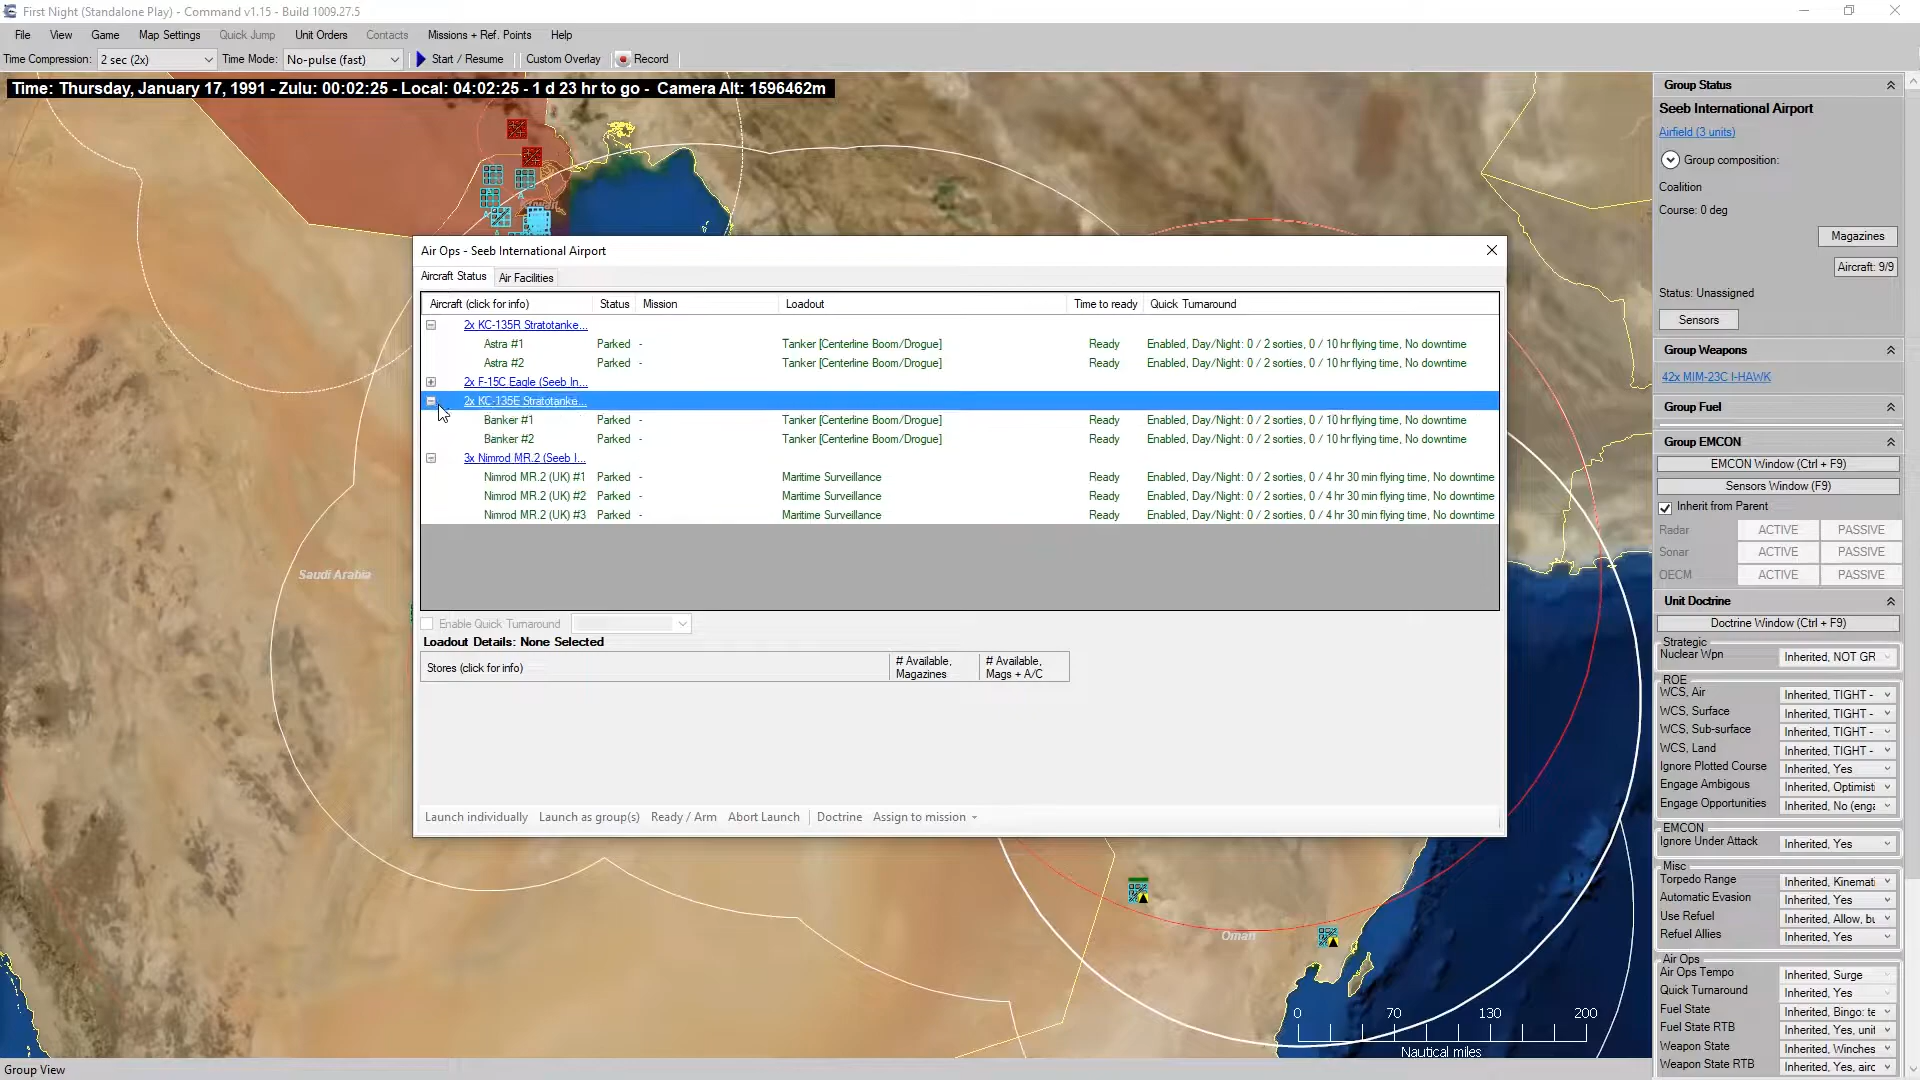 First Night (Standalone Play) - Command v1.15 - Build 1009.27.5
File View Game Map Settings Quick Jump Unit Orders Contacts Missions + Ref. Points Help
Time Compression: 2 sec (2x) Time Mode: No-pulse (fast) Start / Resume Custom Overlay Record
Time: Thursday, January 17, 1991 - Zulu: 00:02:25 - Local: 04:02:25 - 1 d 23 hr to go - Camera Alt: 1596462m
Kuwait
Saudi Arabia
Oman
0 70 130 200
Nautical miles
Air Ops - Seeb International Airport
Aircraft Status Air Facilities
Aircraft (click for info) Status Mission Loadout Time to ready Quick Turnaround
2x KC-135R Stratotanke...
Astra #1 Parked - Tanker [Centerline Boom/Drogue] Ready Enabled, Day/Night: 0 / 2 sorties, 0 / 10 hr flying time, No downtime
Astra #2 Parked - Tanker [Centerline Boom/Drogue] Ready Enabled, Day/Night: 0 / 2 sorties, 0 / 10 hr flying time, No downtime
2x F-15C Eagle (Seeb In...
2x KC-135E Stratotanke...
Banker #1 Parked - Tanker [Centerline Boom/Drogue] Ready Enabled, Day/Night: 0 / 2 sorties, 0 / 10 hr flying time, No downtime
Banker #2 Parked - Tanker [Centerline Boom/Drogue] Ready Enabled, Day/Night: 0 / 2 sorties, 0 / 10 hr flying time, No downtime
3x Nimrod MR.2 (Seeb I...
Nimrod MR.2 (UK) #1 Parked - Maritime Surveillance Ready Enabled, Day/Night: 0 / 2 sorties, 0 / 4 hr 30 min flying time, No downtime
Nimrod MR.2 (UK) #2 Parked - Maritime Surveillance Ready Enabled, Day/Night: 0 / 2 sorties, 0 / 4 hr 30 min flying time, No downtime
Nimrod MR.2 (UK) #3 Parked - Maritime Surveillance Ready Enabled, Day/Night: 0 / 2 sorties, 0 / 4 hr 30 min flying time, No downtime
Enable Quick Turnaround
Loadout Details: None Selected
Stores (click for info) # Available, Magazines # Available, Mags + A/C
Launch individually Launch as group(s) Ready / Arm Abort Launch Doctrine Assign to mission
Group Status
Seeb International Airport
Airfield (3 units)
Group composition:
Coalition
Course: 0 deg
Magazines
Aircraft: 9/9
Status: Unassigned
Sensors
Group Weapons
42x MIM-23C I-HAWK
Group Fuel
Group EMCON
EMCON Window (Ctrl + F9)
Sensors Window (F9)
Inherit from Parent
Radar ACTIVE PASSIVE
Sonar ACTIVE PASSIVE
OECM ACTIVE PASSIVE
Unit Doctrine
Doctrine Window (Ctrl + F9)
Strategic
Nuclear Wpn Inherited, NOT GR
ROE
WCS, Air Inherited, TIGHT -
WCS, Surface Inherited, TIGHT -
WCS, Sub-surface Inherited, TIGHT -
WCS, Land Inherited, TIGHT -
Ignore Plotted Course Inherited, Yes
Engage Ambigous Inherited, Optimist
Engage Opportunities Inherited, No (enga
EMCON
Ignore Under Attack Inherited, Yes
Misc
Torpedo Range Inherited, Kinemati
Automatic Evasion Inherited, Yes
Use Refuel Inherited, Allow, bu
Refuel Allies Inherited, Yes
Air Ops
Air Ops Tempo Inherited, Surge
Quick Turnaround Inherited, Yes
Fuel State Inherited, Bingo: te
Fuel State RTB Inherited, Yes, unit
Weapon State Inherited, Winches
Weapon State RTB Inherited, Yes, airc
Group View